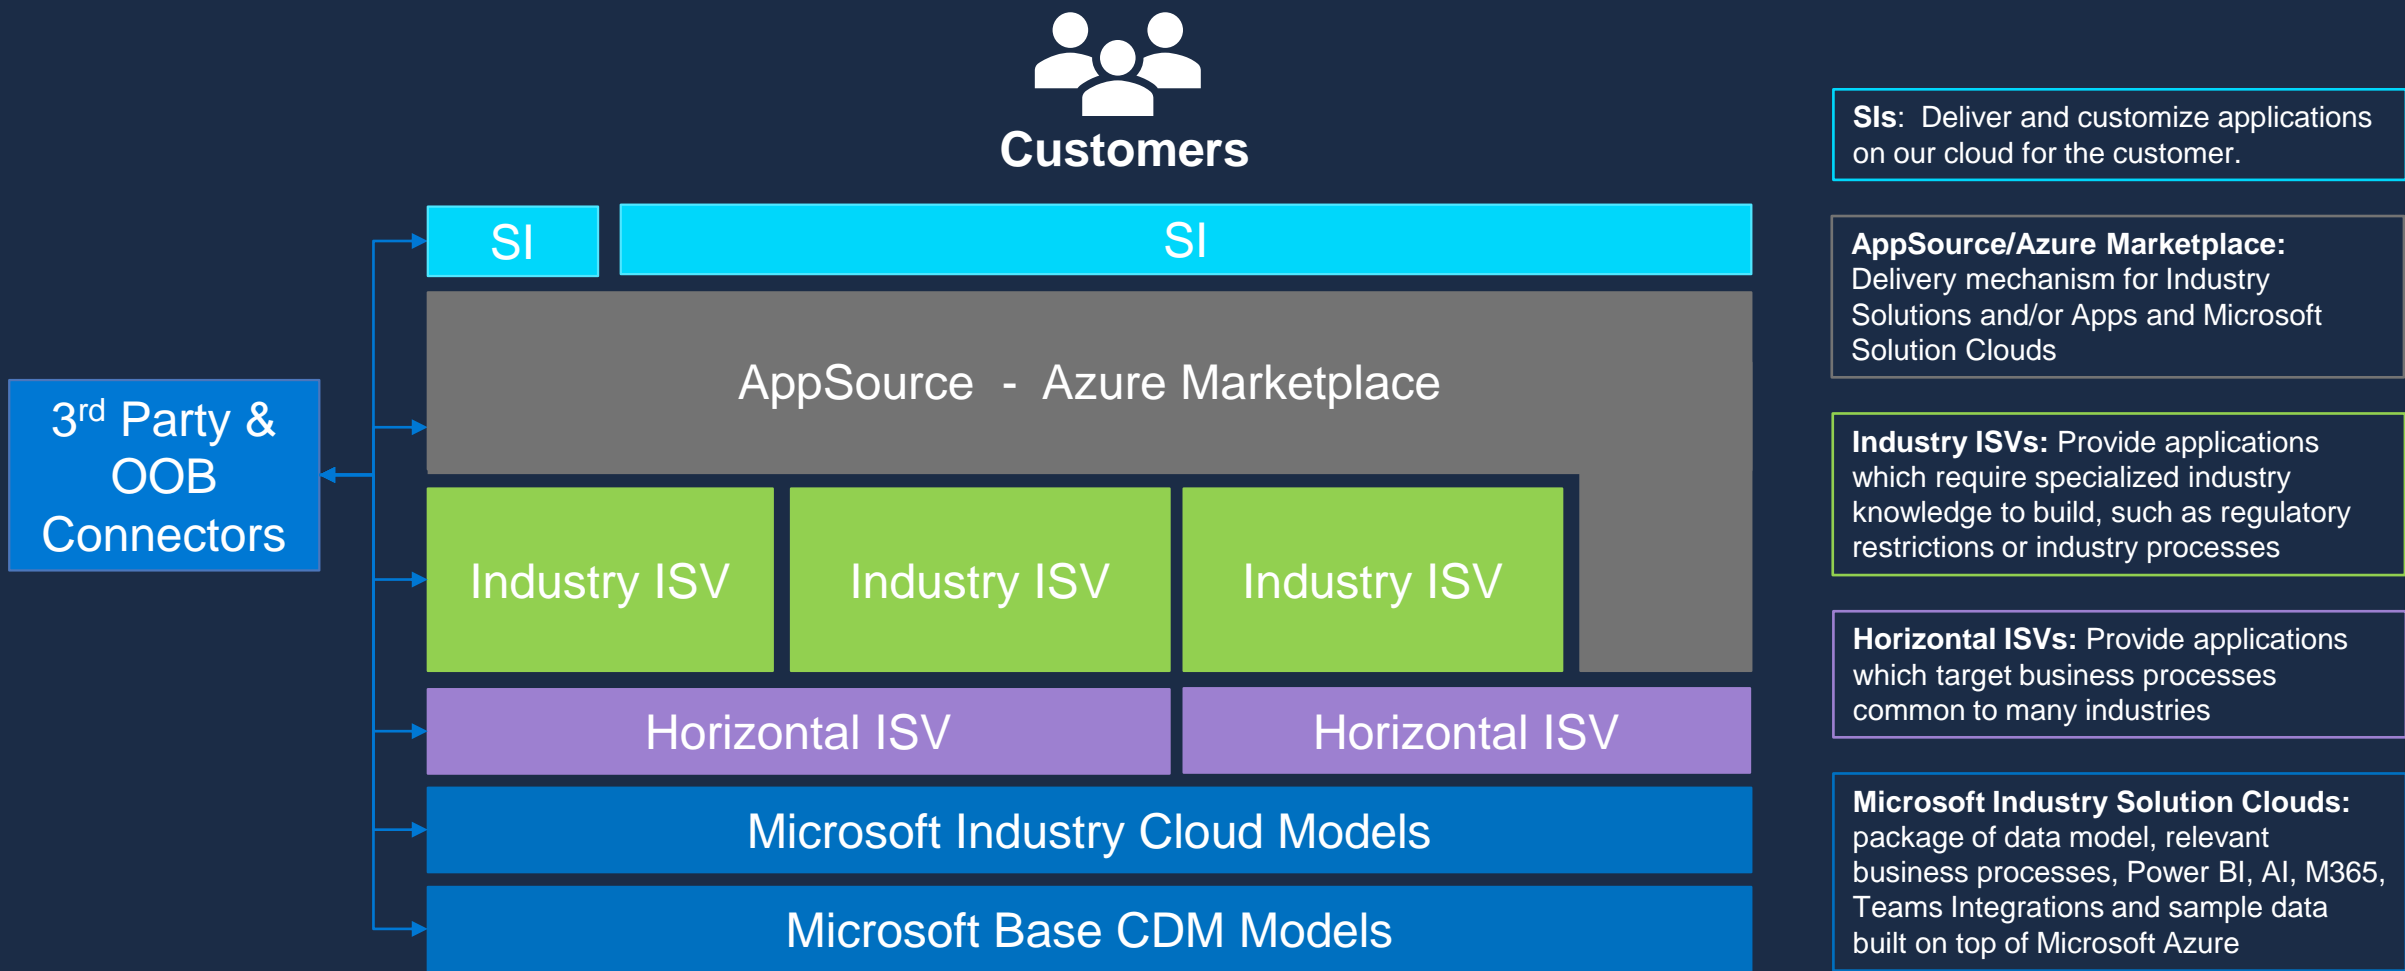 Customers
SI
SI
AppSource - Azure Marketplace
3rd Party &
OOB
Connectors
Industry ISV
Industry ISV
Industry ISV
Horizontal ISV
Horizontal ISV
Microsoft Industry Cloud Models
Microsoft Base CDM Models
SIs: Deliver and customize applications
on our cloud for the customer.
AppSource/Azure Marketplace:
Delivery mechanism for Industry
Solutions and/or Apps and Microsoft
Solution Clouds
Industry ISVs: Provide applications
which require specialized industry
knowledge to build, such as regulatory
restrictions or industry processes
Horizontal ISVs: Provide applications
which target business processes
common to many industries
Microsoft Industry Solution Clouds:
package of data model, relevant
business processes, Power BI, AI, M365,
Teams Integrations and sample data
built on top of Microsoft Azure